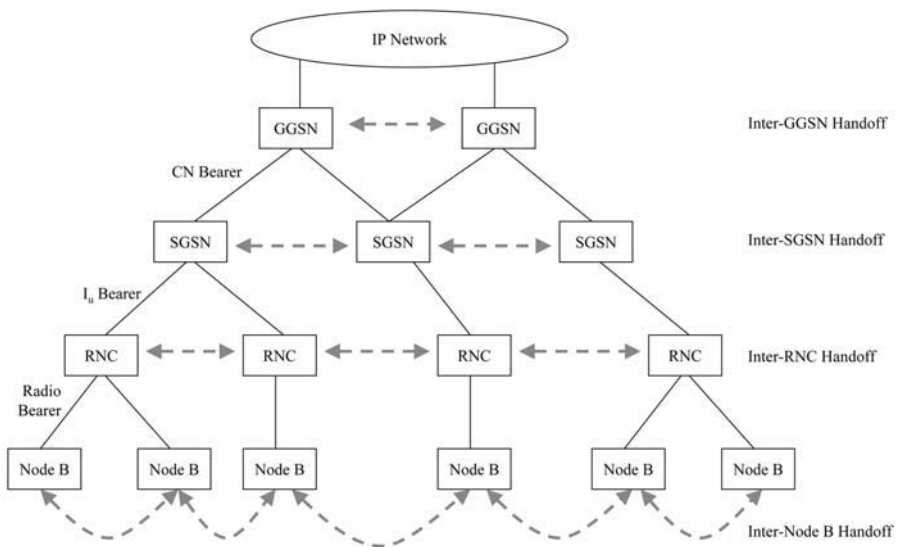 IP Network
GGSN
GGSN
Inter-GGSN Handoff
CN Bearer
SGSN
SGSN
SGSN
Inter-SGSN Handoff
Iu Bearer
RNC
RNC
RNC
RNC
Inter-RNC Handoff
Radio
Bearer
Node B
Node B
Node B
Node B
Node B
Node B
Inter-Node B Handoff